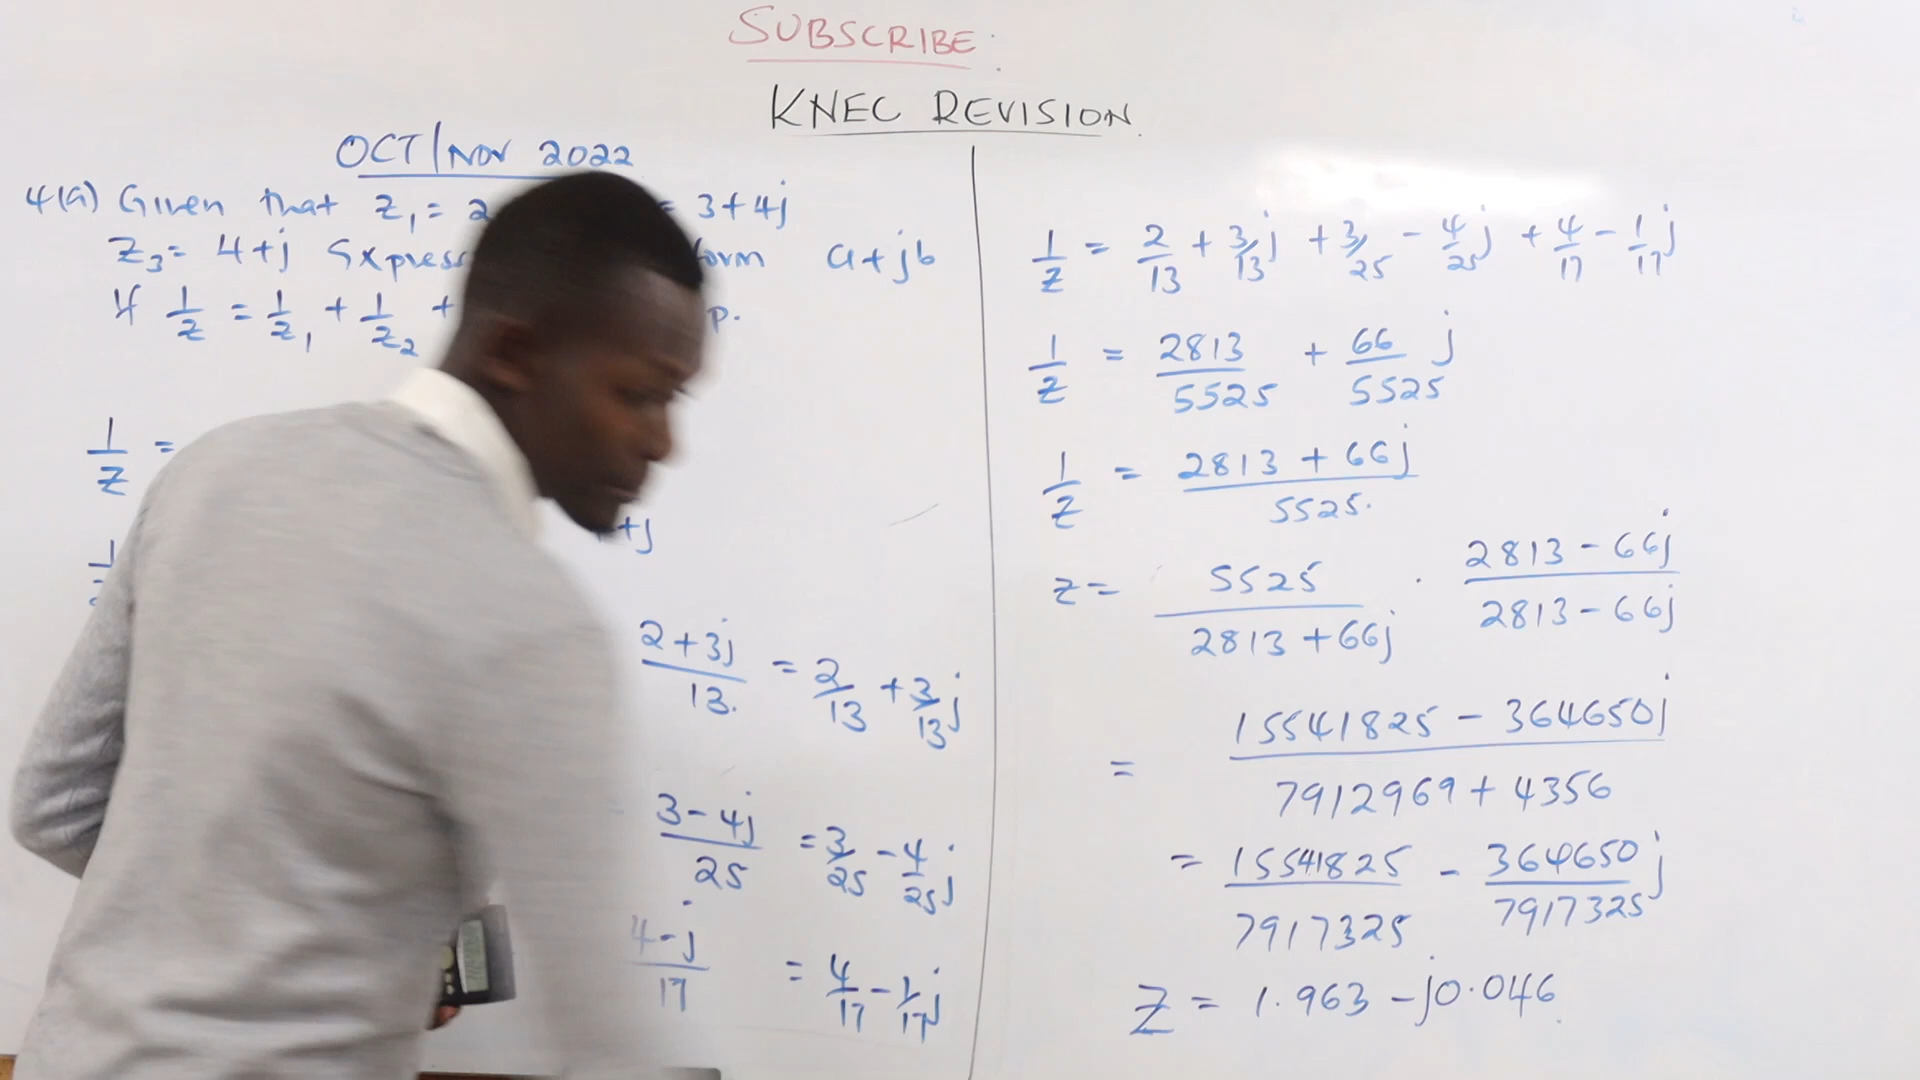 SUBSCRIBE:
KNEC REVISION.
OCT/NOV 2022
4(a) Given that z₁ = 2 = 3+4j
z₃ = 4+j express form a+jb
If 1/z = 1/z₁ + 1/z₂ + p.
1/z =
+j
(2+3j)/13. = 2/13 + 3/13 j
(3-4j)/25 = 3/25 - 4/25 j
(4-j)/17 = 4/17 - 1/17 j
1/z = 2/13 + 3/13 j + 3/25 - 4/25 j + 4/17 - 1/17 j
1/z = 2813/5525 + 66/5525 j
1/z = (2813 + 66j)/5525.
z = 5525/(2813 + 66j) · (2813 - 66j)/(2813 - 66j)
= (15541825 - 364650j)/(7912969 + 4356)
= 15541825/7917325 - 364650/7917325 j
Z = 1.963 - j0.046.